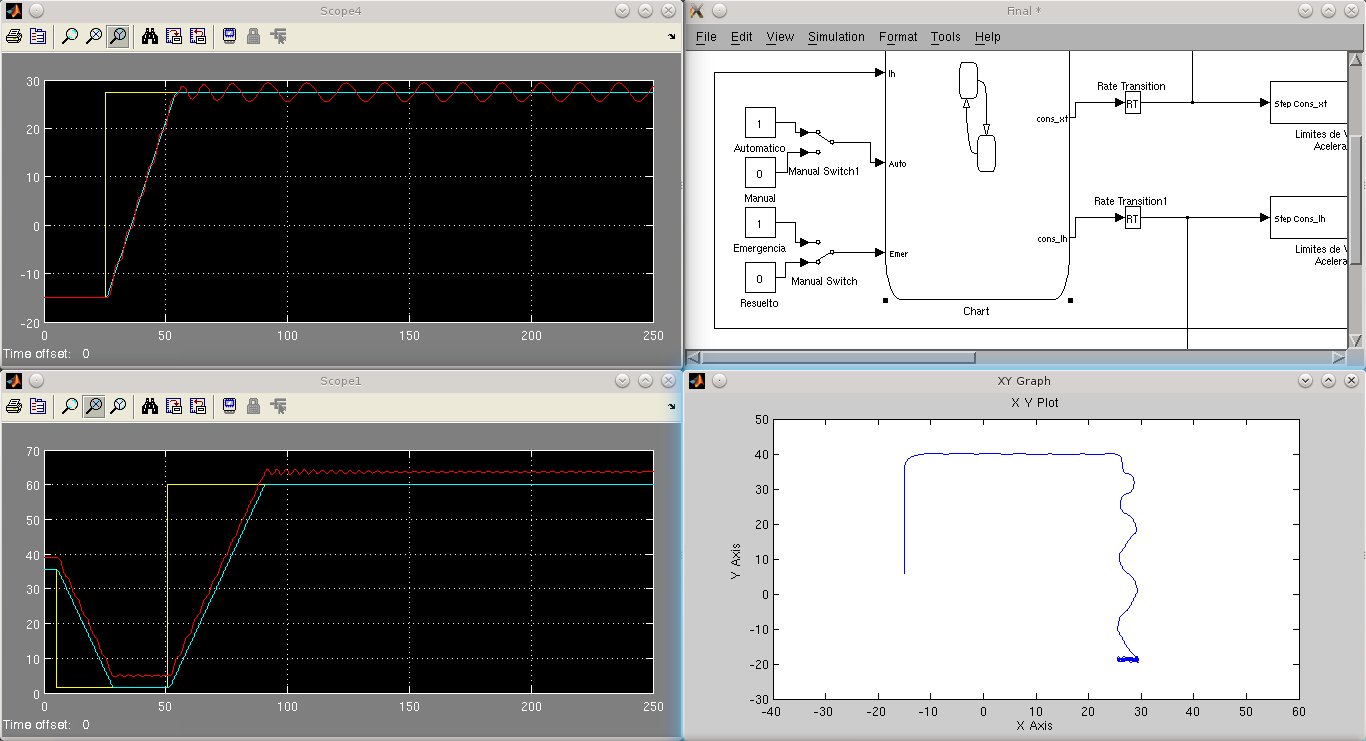 Scope4
30
20
10
0
-10
-20
0
50
100
150
200
250
Time offset: 0
Final *
File Edit View Simulation Format Tools Help
lh
1
Automatico
0
Manual
Manual Switch1
Auto
1
Emergencia
0
Resuelto
Manual Switch
Emer
Chart
cons_xt
Rate Transition
RT
Step Cons_xt
Limites de V
Acelera
cons_lh
Rate Transition1
RT
Step Cons_lh
Limites de V
Acelera
Scope1
70
60
50
40
30
20
10
0
0
50
100
150
200
250
Time offset: 0
XY Graph
X Y Plot
50
40
30
20
10
0
-10
-20
-30
Y Axis
-40
-30
-20
-10
0
10
20
30
40
50
60
X Axis